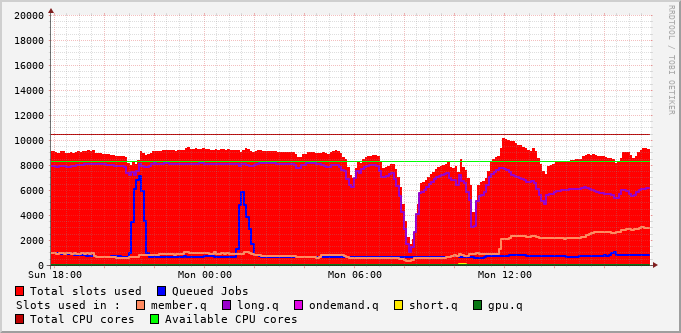 20000
18000
16000
14000
12000
10000
8000
6000
4000
2000
0
Sun 18:00 Mon 00:00 Mon 06:00 Mon 12:00
Total slots used Queued Jobs
Slots used in : member.q long.q ondemand.q short.q gpu.q
Total CPU cores Available CPU cores
RRDTOOL / TOBI OETIKER